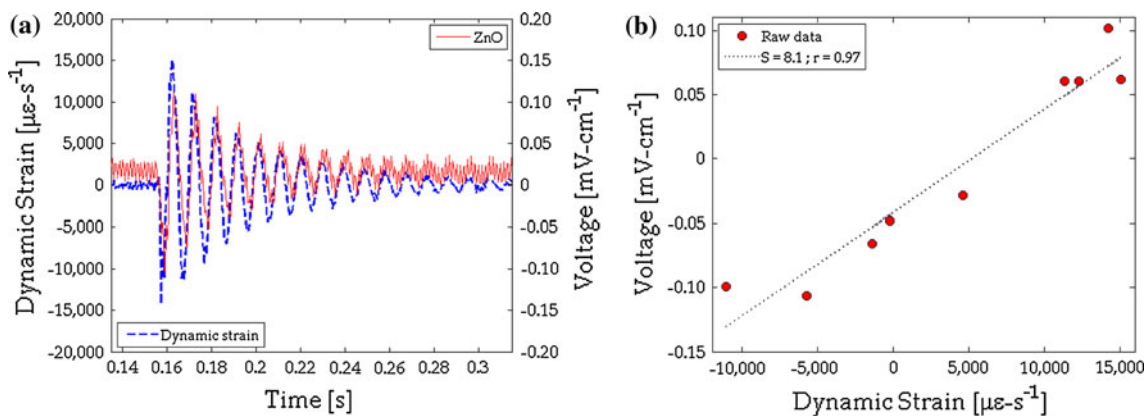 (a)
Dynamic Strain [με-s⁻¹]
20,000
15,000
10,000
5,000
0
-5,000
-10,000
-15,000
-20,000
ZnO
Dynamic strain
0.14 0.16 0.18 0.2 0.22 0.24 0.26 0.28 0.3
Time [s]
0.20
0.15
0.10
0.05
0
-0.05
-0.10
-0.15
-0.20
Voltage [mV-cm⁻¹]
(b)
Voltage [mV-cm⁻¹]
0.10
0.05
0
-0.05
-0.10
-0.15
Raw data
S = 8.1 ; r = 0.97
-10,000 -5,000 0 5,000 10,000 15,000
Dynamic Strain [με-s⁻¹]